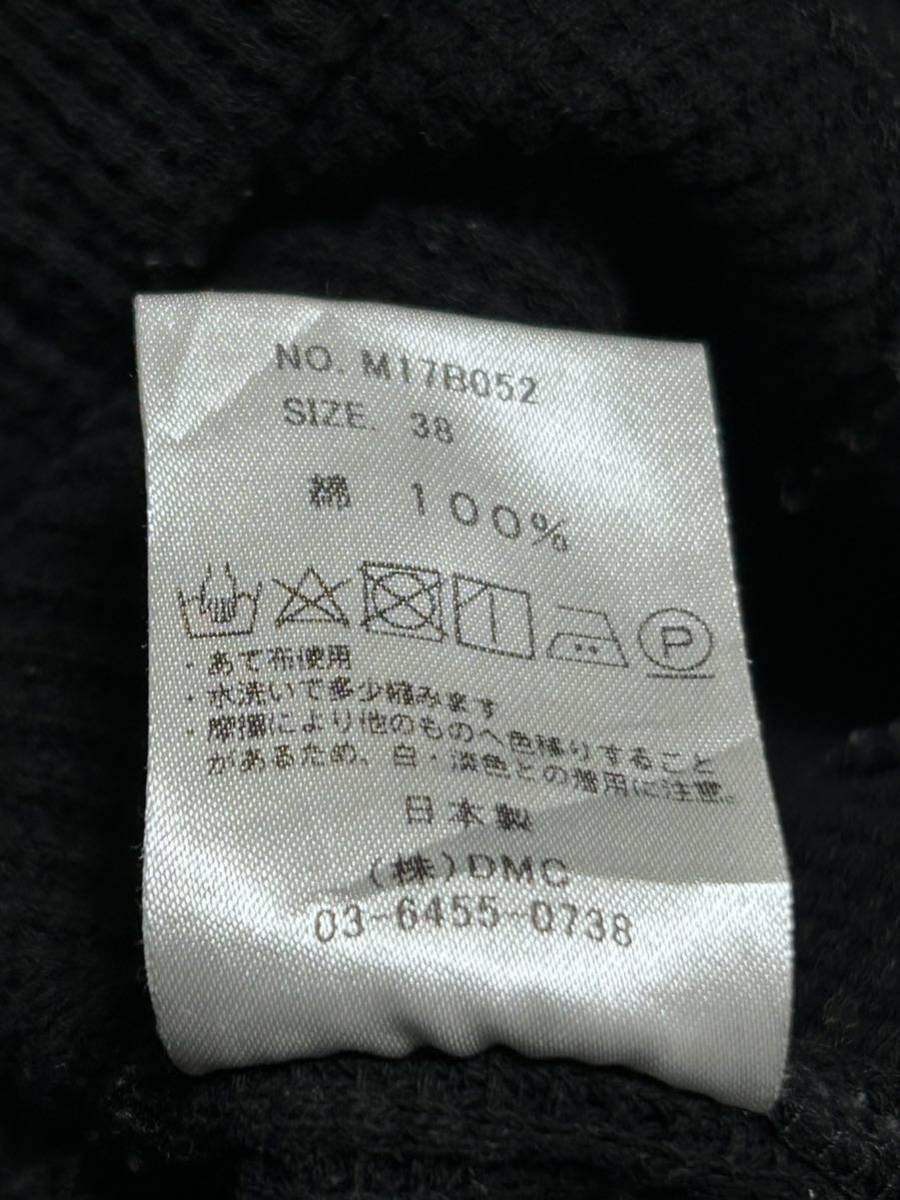 NO. M17B052
SIZE. 38
綿 100%
P
・あて布使用
・水洗いで多少縮みます
・摩擦により他のものへ色移りすること
があるため、白・淡色との着用に注意。
日本製
(株)DMC
03-6455-0738